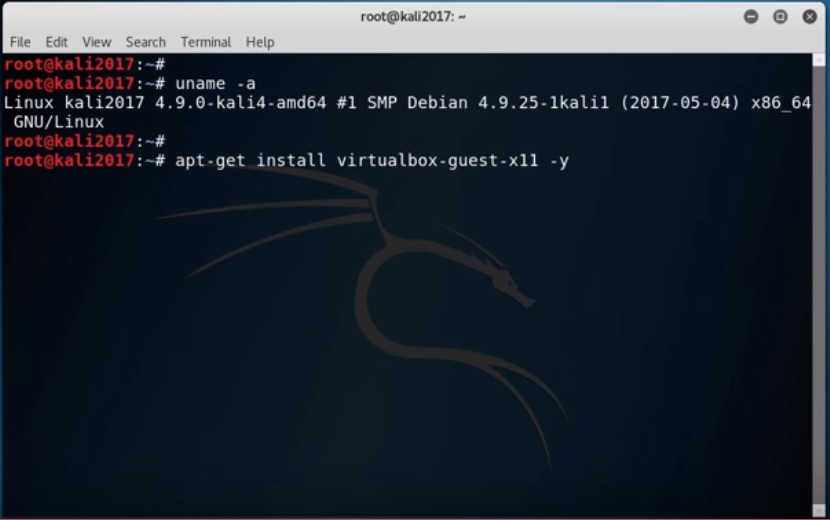 root@kali2017: ~
File Edit View Search Terminal Help
root@kali2017:~#
root@kali2017:~# uname -a
Linux kali2017 4.9.0-kali4-amd64 #1 SMP Debian 4.9.25-1kali1 (2017-05-04) x86_64
GNU/Linux
root@kali2017:~#
root@kali2017:~# apt-get install virtualbox-guest-x11 -y